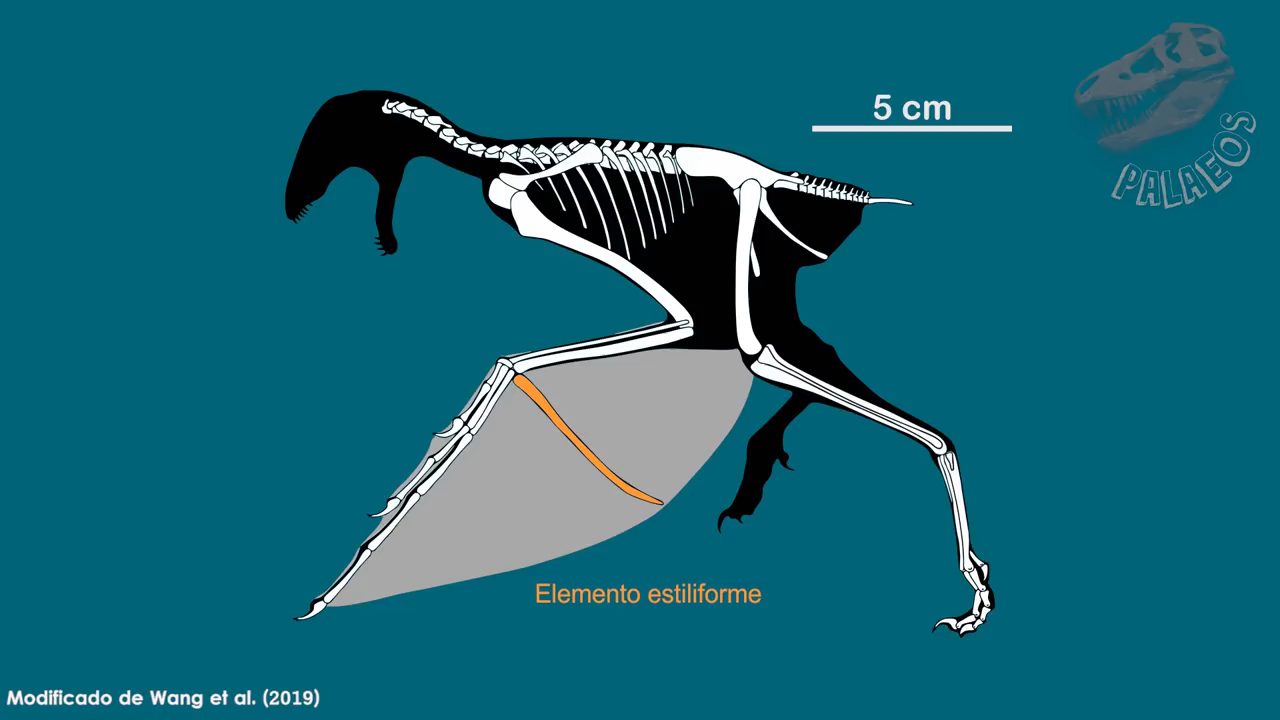 5 cm
PALAEOS
Elemento estiliforme
Modificado de Wang et al. (2019)